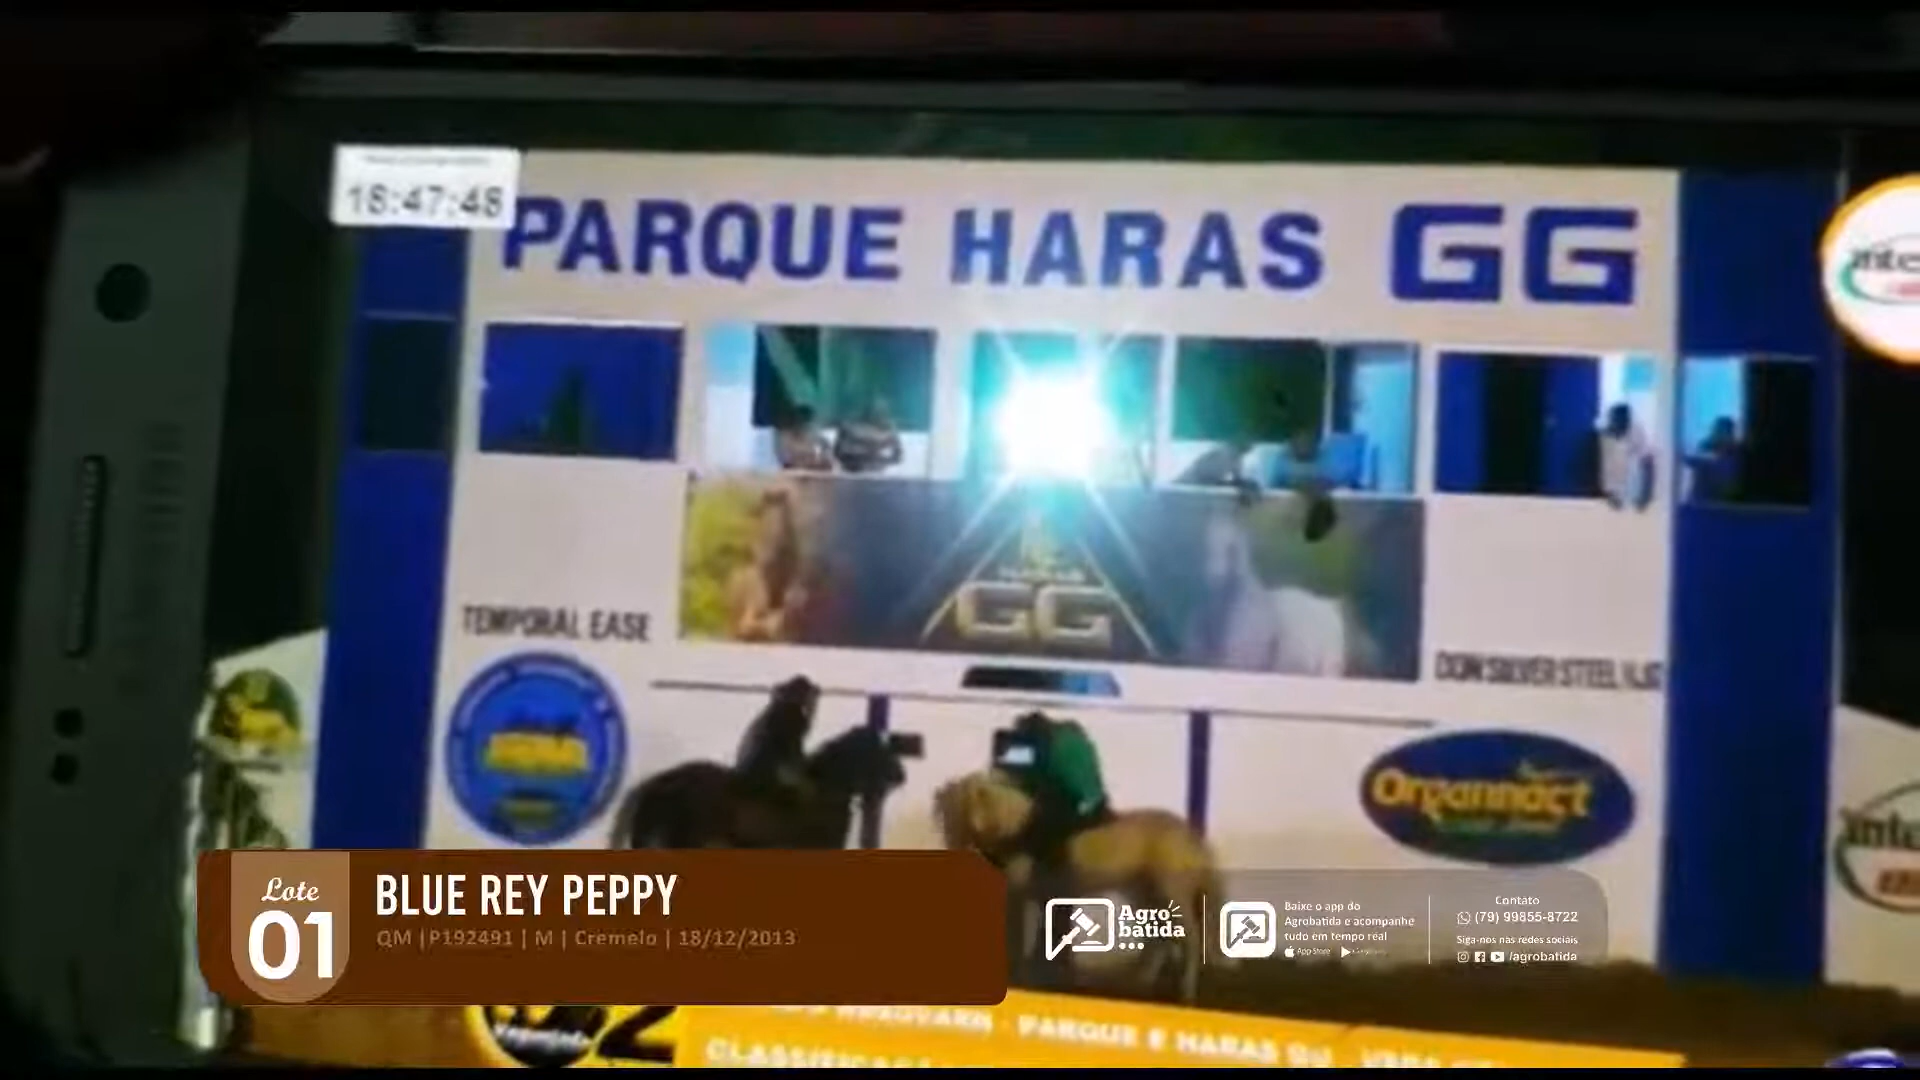 18:47:48
PARQUE HARAS GG
GG
TEMPORAL EASE
DON SILVER STEEL
Organnact
Lote
01
BLUE REY PEPPY
QM |P192491 | M | Cremelo | 18/12/2013
Agro
batida
Baixe o app do
Agrobatida e acompanhe
tudo em tempo real
App Store
Contato
(79) 99855-8722
Siga-nos nas redes sociais
/agrobatida
PARQUE E HARAS GG